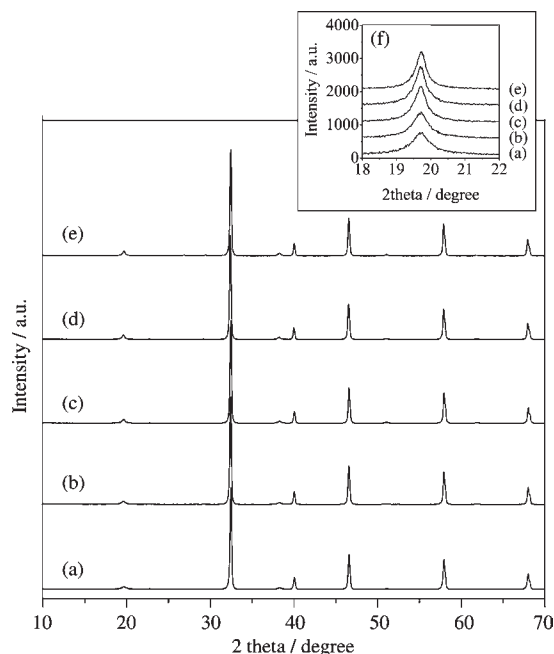 (f)
Intensity / a.u.
4000
3000
2000
1000
0
(e)
(d)
(c)
(b)
(a)
18 19 20 21 22
2theta / degree
Intensity / a.u.
(e)
(d)
(c)
(b)
(a)
10 20 30 40 50 60 70
2 theta / degree